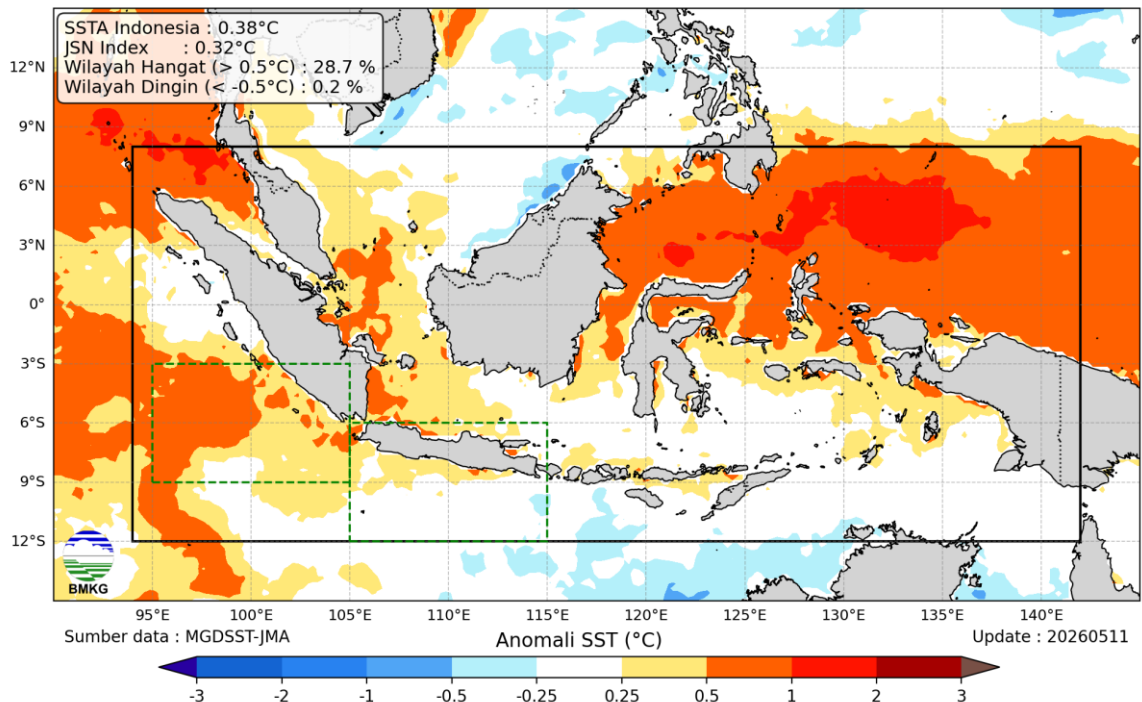 SSTA Indonesia : 0.38°C
JSN Index : 0.32°C
Wilayah Hangat (> 0.5°C) : 28.7 %
Wilayah Dingin (< -0.5°C) : 0.2 %
12°N
9°N
6°N
3°N
0°
3°S
6°S
9°S
12°S
BMKG
95°E 100°E 105°E 110°E 115°E 120°E 125°E 130°E 135°E 140°E
Sumber data : MGDSST-JMA Anomali SST (°C) Update : 20260511
-3 -2 -1 -0.5 -0.25 0.25 0.5 1 2 3